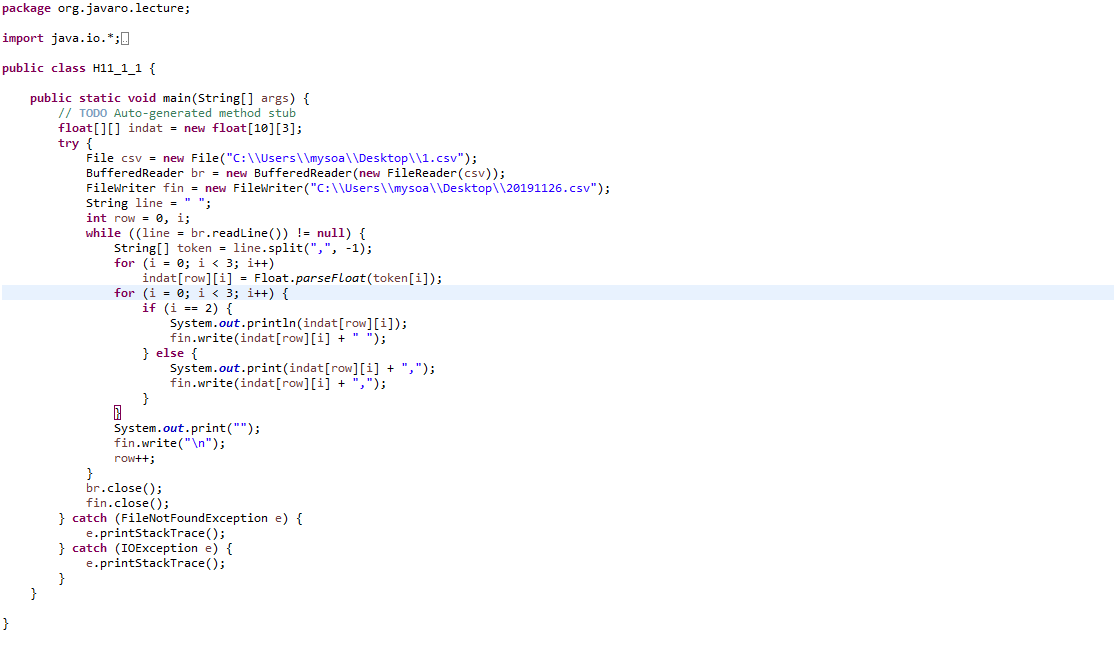 package org.javaro.lecture;
import java.io.*;
public class H11_1_1 {
public static void main(String[] args) {
// TODO Auto-generated method stub
float[][] indat = new float[10][3];
try {
File csv = new File("C:\\Users\\mysoa\\Desktop\\1.csv");
BufferedReader br = new BufferedReader(new FileReader(csv));
FileWriter fin = new FileWriter("C:\\Users\\mysoa\\Desktop\\20191126.csv");
String line = " ";
int row = 0, i;
while ((line = br.readLine()) != null) {
String[] token = line.split(",", -1);
for (i = 0; i < 3; i++)
indat[row][i] = Float.parseFloat(token[i]);
for (i = 0; i < 3; i++) {
if (i == 2) {
System.out.println(indat[row][i]);
fin.write(indat[row][i] + " ");
} else {
System.out.print(indat[row][i] + ",");
fin.write(indat[row][i] + ",");
}
}
System.out.print("");
fin.write("\n");
row++;
}
br.close();
fin.close();
} catch (FileNotFoundException e) {
e.printStackTrace();
} catch (IOException e) {
e.printStackTrace();
}
}
}